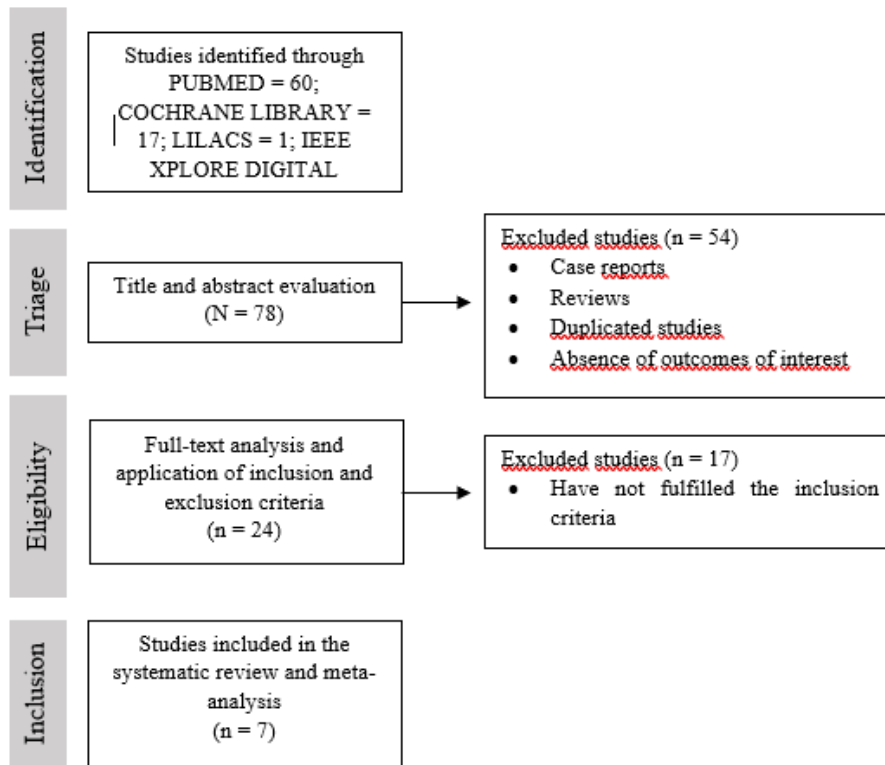 Identification
Studies identified through
PUBMED = 60;
COCHRANE LIBRARY =
17; LILACS = 1; IEEE
XPLORE DIGITAL
Triage
Title and abstract evaluation
(N = 78)
Excluded studies (n = 54)
• Case reports
• Reviews
• Duplicated studies
• Absence of outcomes of interest
Eligibility
Full-text analysis and
application of inclusion and
exclusion criteria
(n = 24)
Excluded studies (n = 17)
• Have not fulfilled the inclusion
criteria
Inclusion
Studies included in the
systematic review and meta-
analysis
(n = 7)